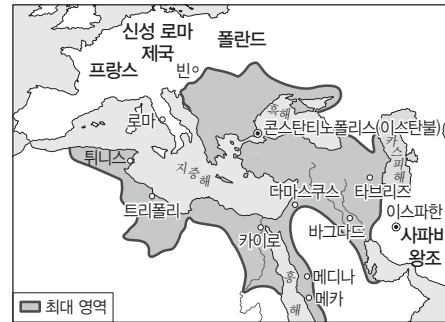 신성 로마
제국
폴란드
프랑스
빈
로마
흑해
콘스탄티노폴리스(이스탄불)
카스피해
튀니스
지중해
다마스쿠스
타브리즈
트리폴리
이스파한
카이로
바그다드
사파비
왕조
홍해
메디나
메카
최대 영역